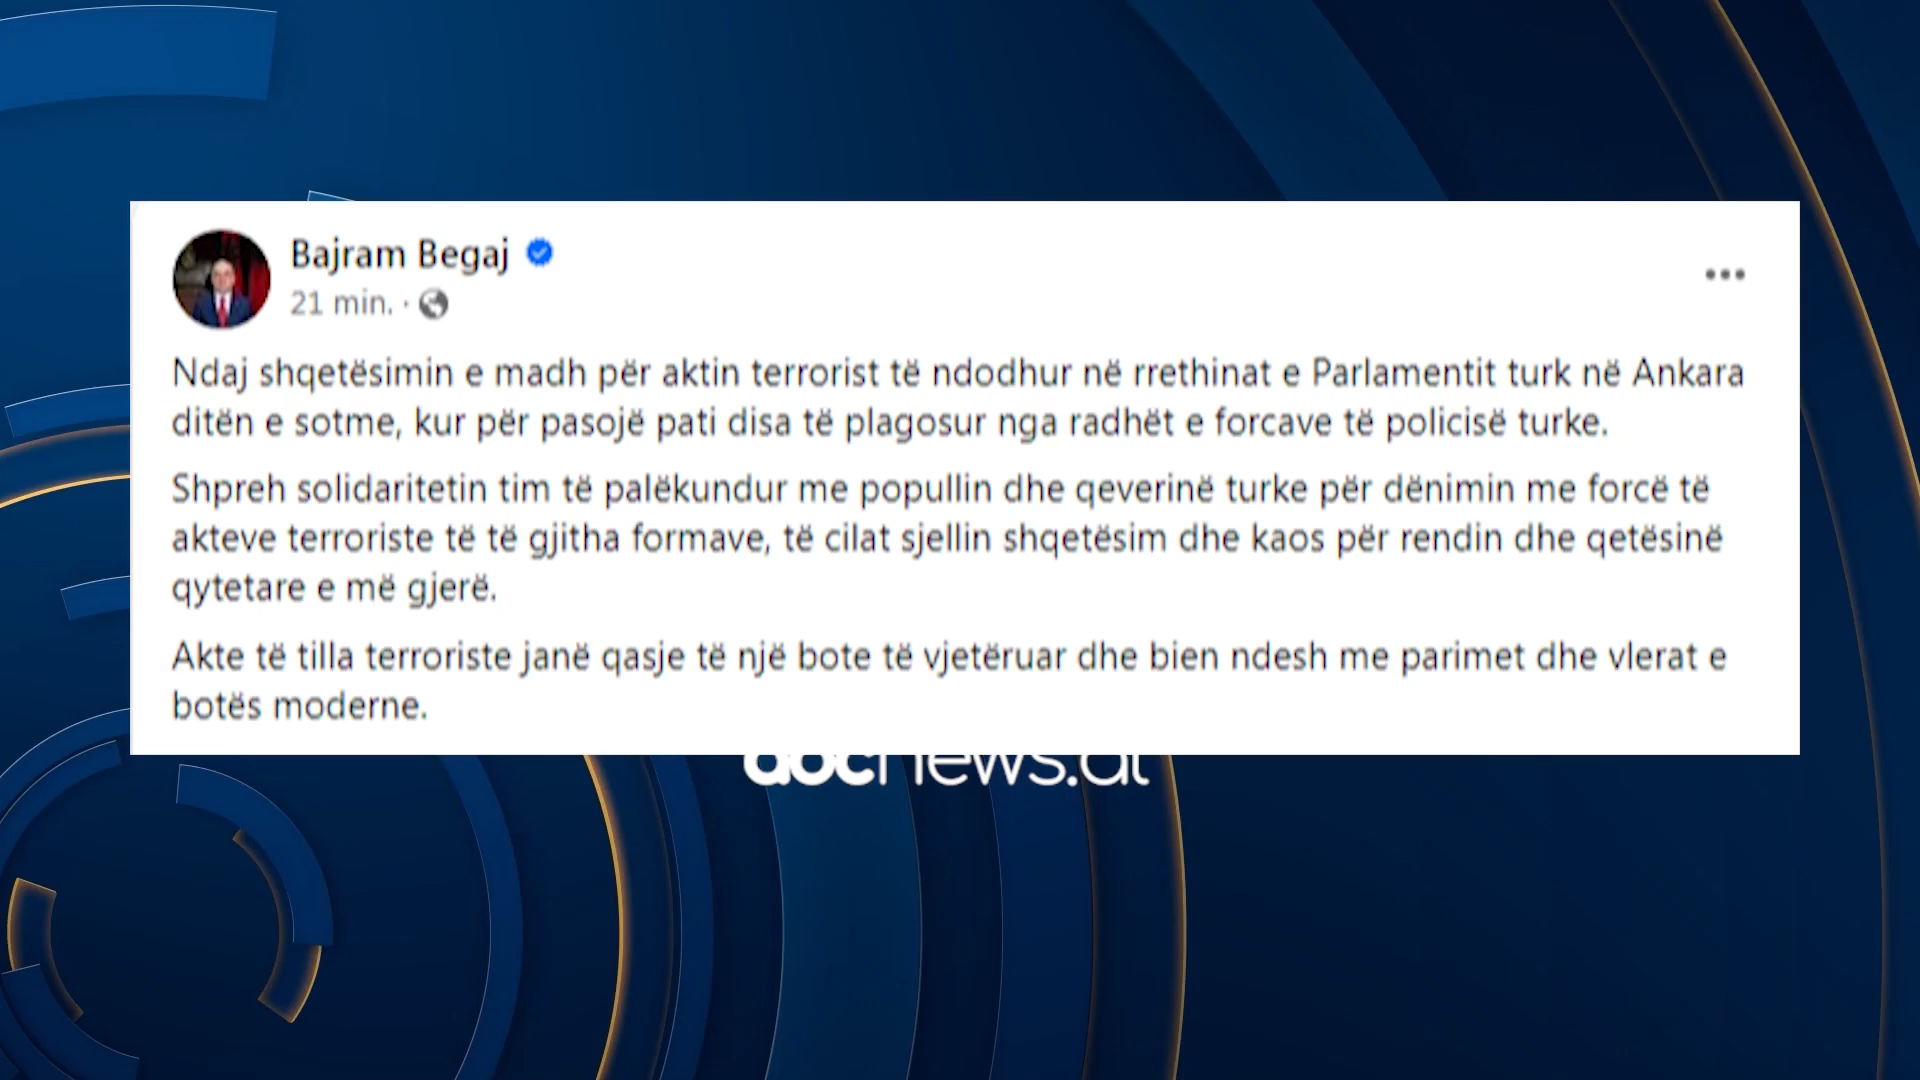 Bajram Begaj
21 min. ·
Ndaj shqetësimin e madh për aktin terrorist të ndodhur në rrethinat e Parlamentit turk në Ankara
ditën e sotme, kur për pasojë pati disa të plagosur nga radhët e forcave të policisë turke.
Shpreh solidaritetin tim të palëkundur me popullin dhe qeverinë turke për dënimin me forcë të
akteve terroriste të të gjitha formave, të cilat sjellin shqetësim dhe kaos për rendin dhe qetësinë
qytetare e më gjerë.
Akte të tilla terroriste janë qasje të një bote të vjetëruar dhe bien ndesh me parimet dhe vlerat e
botës moderne.
abcnews.al